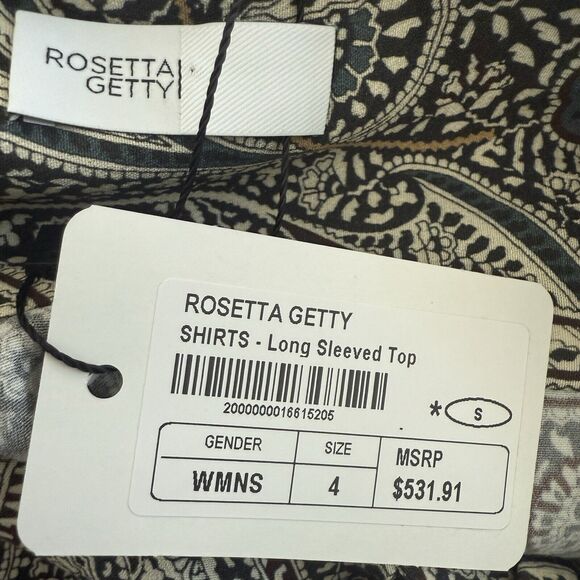 ROSETTA
GETTY
ROSETTA GETTY
SHIRTS - Long Sleeved Top
2000000016615205
* S
GENDER SIZE MSRP
WMNS 4 $531.91